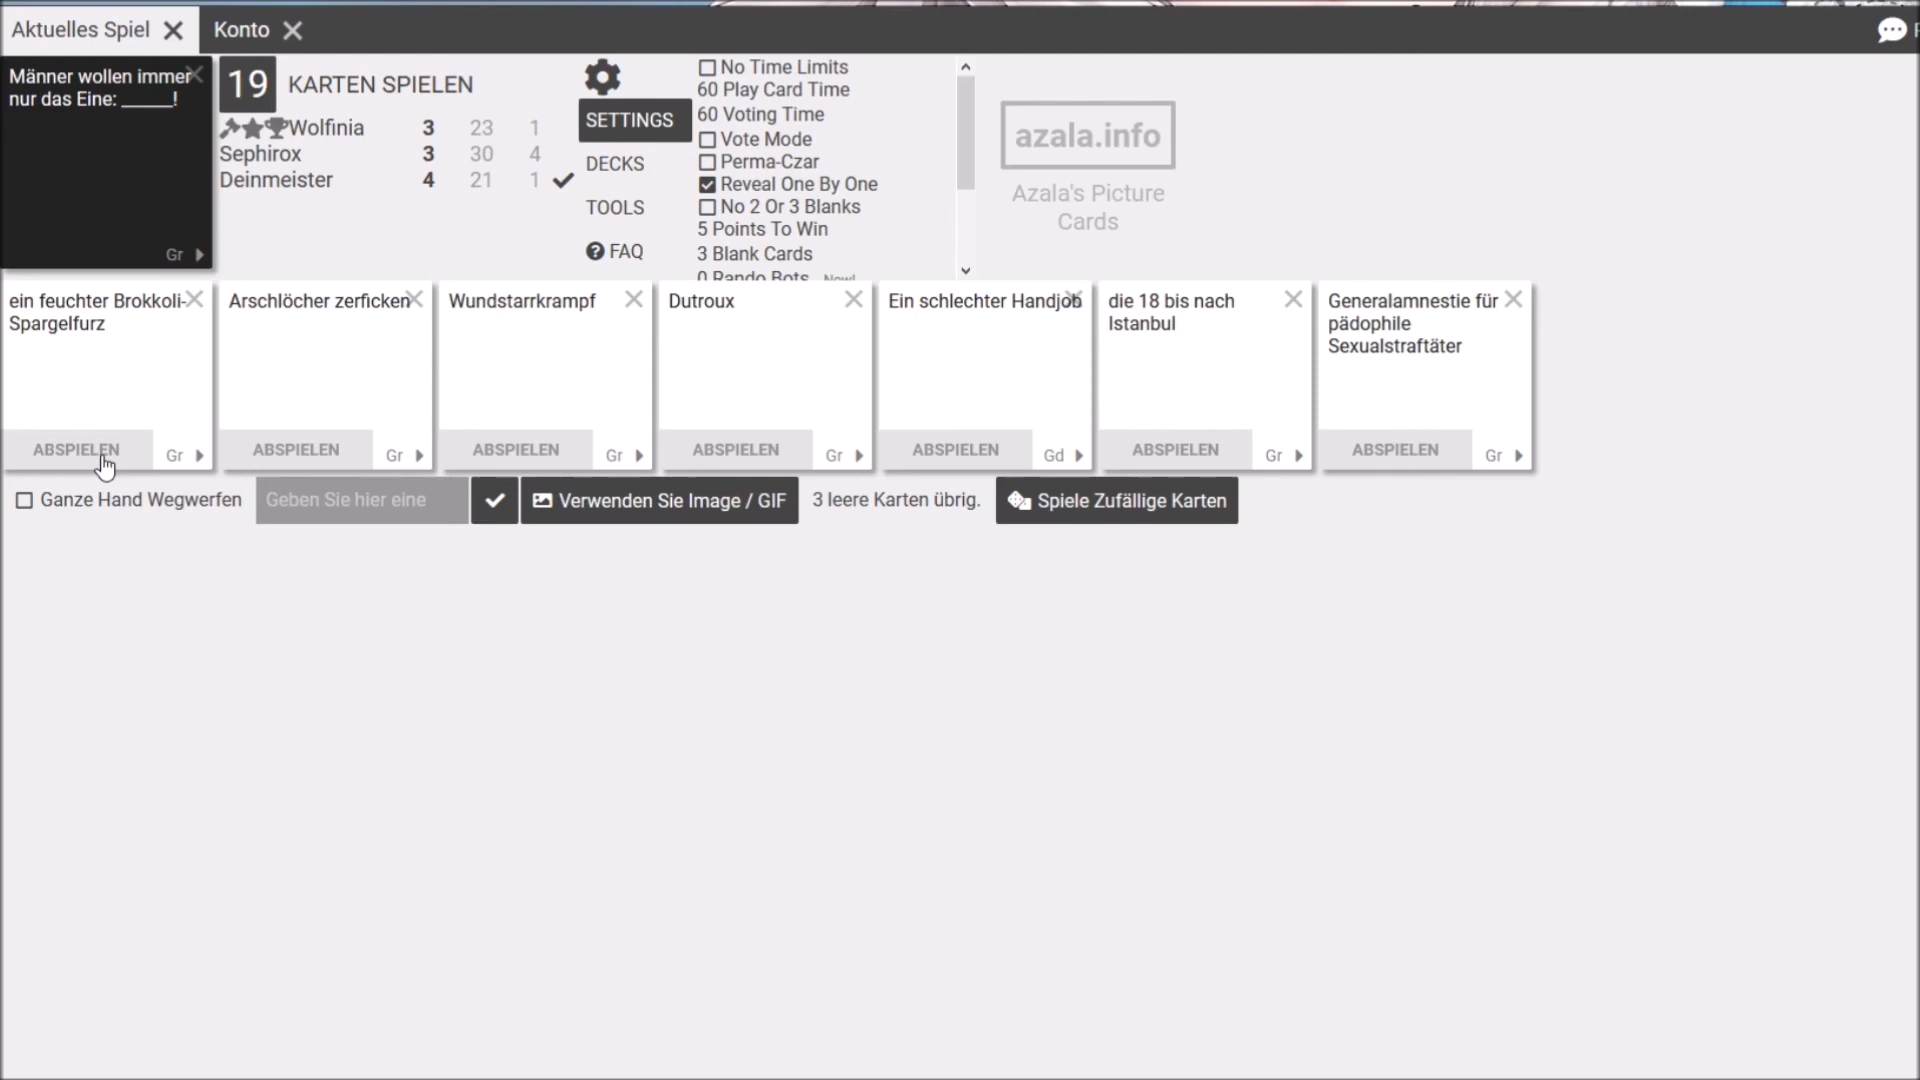 Aktuelles Spiel
Konto
Männer wollen immer
nur das Eine: _____!
Gr
19 KARTEN SPIELEN
Wolfinia 3 23 1
Sephirox 3 30 4
Deinmeister 4 21 1
SETTINGS
DECKS
TOOLS
FAQ
No Time Limits
60 Play Card Time
60 Voting Time
Vote Mode
Perma-Czar
Reveal One By One
No 2 Or 3 Blanks
5 Points To Win
3 Blank Cards
0 Rando Bots New!
azala.info
Azala's Picture
Cards
ein feuchter Brokkoli-
Spargelfurz
ABSPIELEN Gr
Arschlöcher zerficken
ABSPIELEN Gr
Wundstarrkrampf
ABSPIELEN Gr
Dutroux
ABSPIELEN Gr
Ein schlechter Handjob
ABSPIELEN Gd
die 18 bis nach
Istanbul
ABSPIELEN Gr
Generalamnestie für
pädophile
Sexualstraftäter
ABSPIELEN Gr
Ganze Hand Wegwerfen
Geben Sie hier eine
Verwenden Sie Image / GIF
3 leere Karten übrig.
Spiele Zufällige Karten